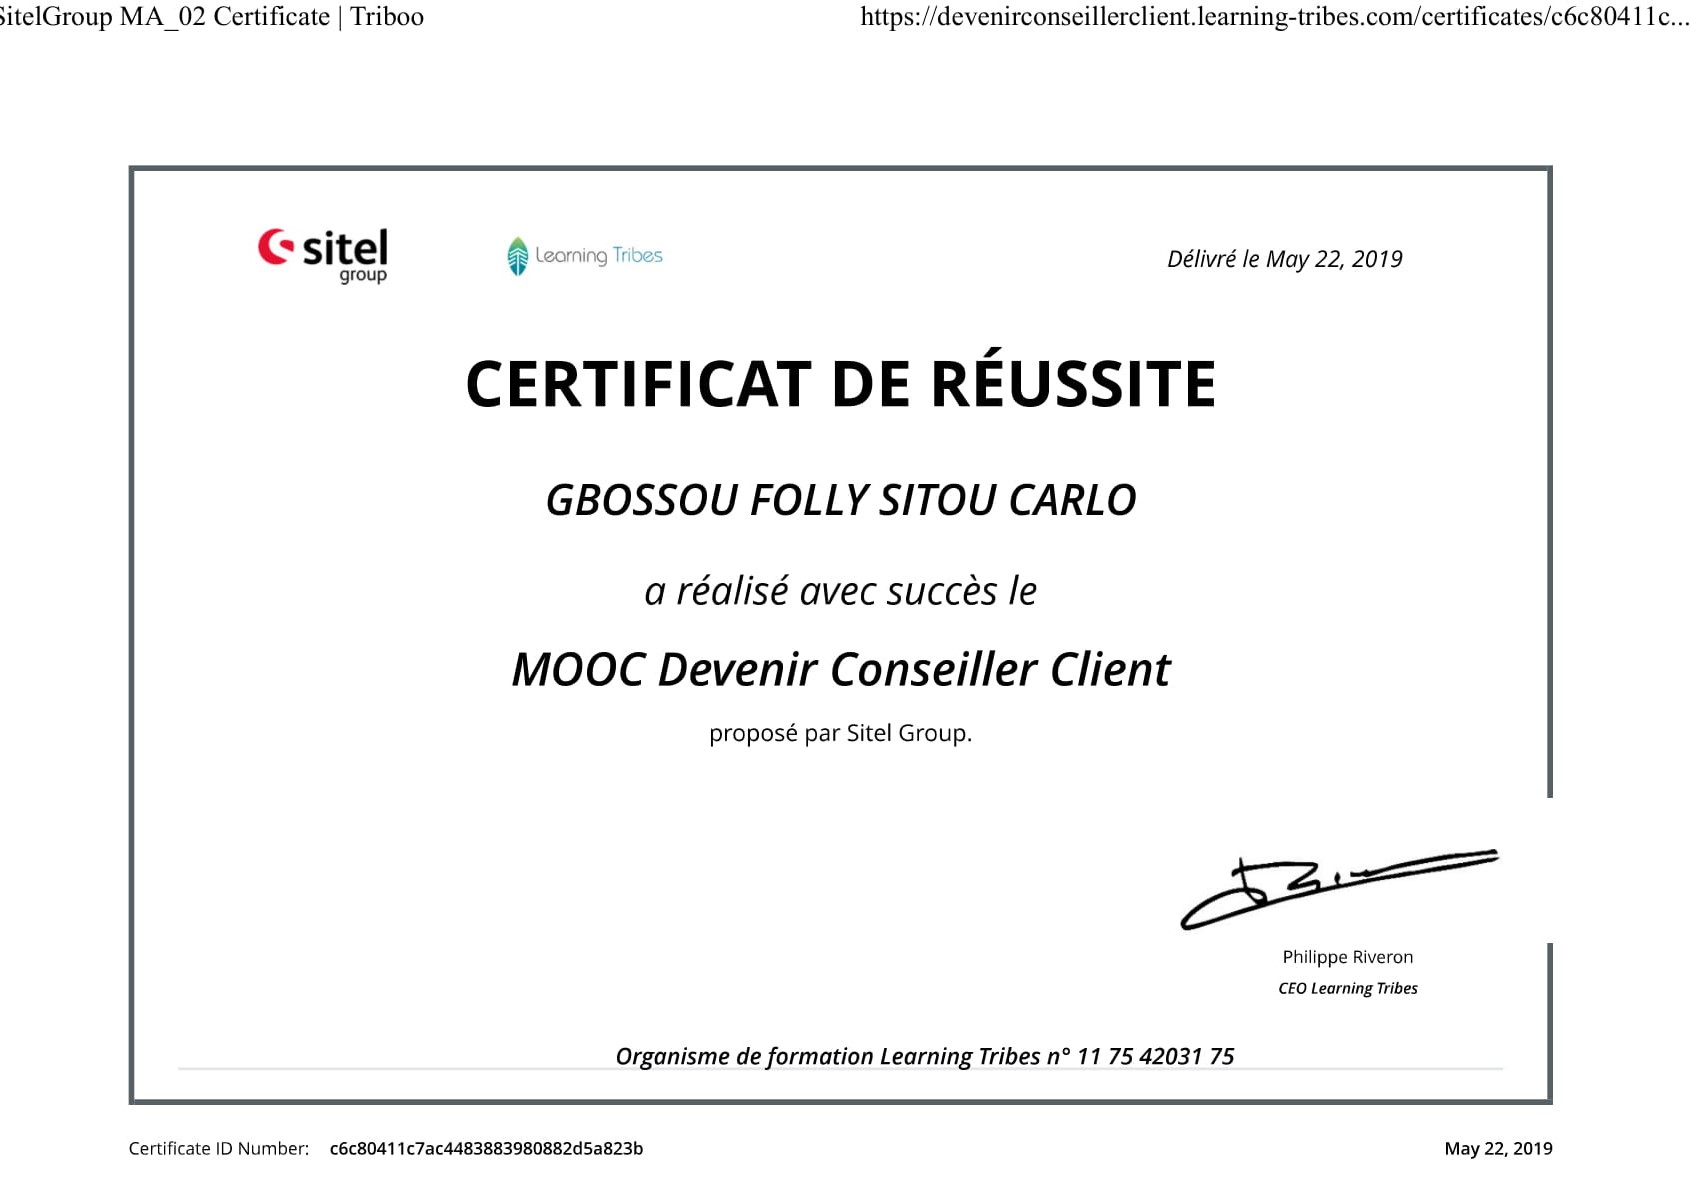 SitelGroup MA_02 Certificate | Triboo
https://devenirconseillerclient.learning-tribes.com/certificates/c6c80411c...
sitel
group
Learning Tribes
Délivré le May 22, 2019
CERTIFICAT DE RÉUSSITE
GBOSSOU FOLLY SITOU CARLO
a réalisé avec succès le
MOOC Devenir Conseiller Client
proposé par Sitel Group.
Philippe Riveron
CEO Learning Tribes
Organisme de formation Learning Tribes n° 11 75 42031 75
Certificate ID Number: c6c80411c7ac4483883980882d5a823b
May 22, 2019